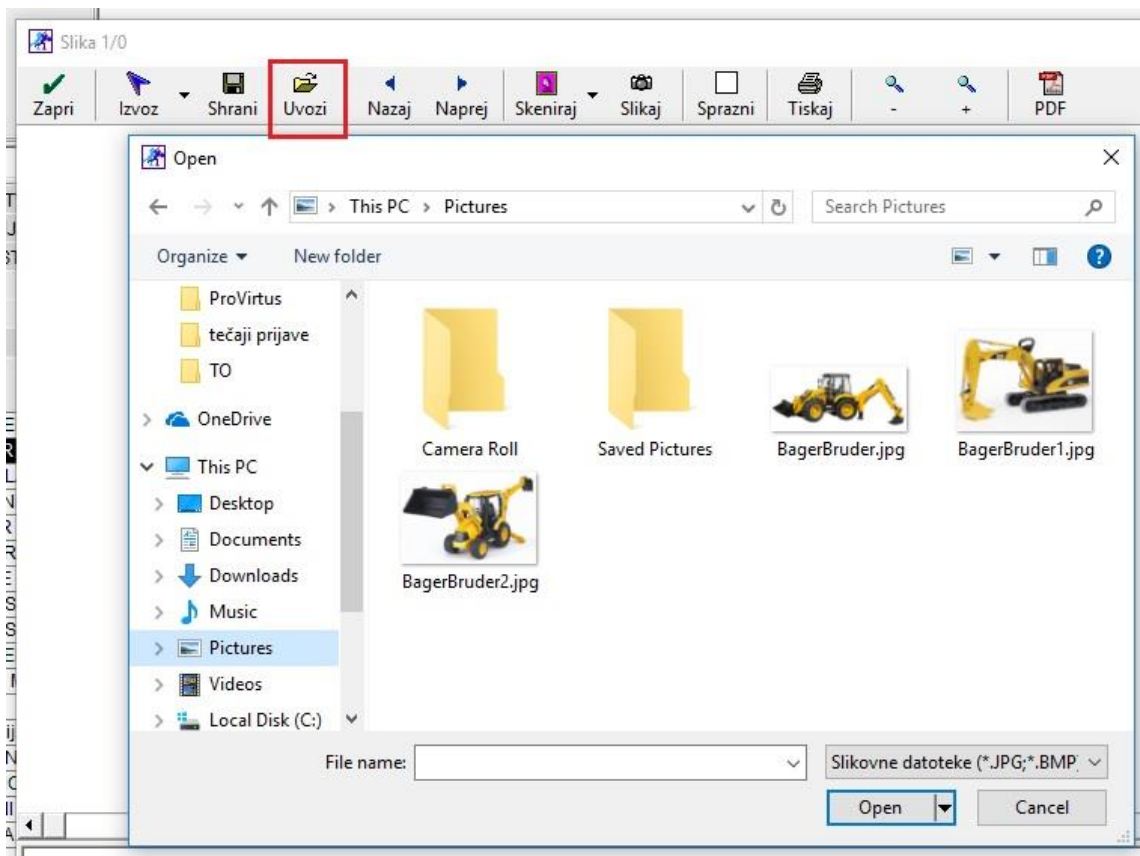 Slika 1/0
Zapri Izvoz Shrani Uvozi Nazaj Naprej Skeniraj Slikaj Sprazni Tiskaj - + PDF
Open
This PC > Pictures
Search Pictures
Organize New folder
ProVirtus
tečaji prijave
TO
OneDrive
This PC
Desktop
Documents
Downloads
Music
Pictures
Videos
Local Disk (C:)
Camera Roll
Saved Pictures
BagerBruder.jpg
BagerBruder1.jpg
BagerBruder2.jpg
File name:
Slikovne datoteke (*.JPG;*.BMP
Open
Cancel